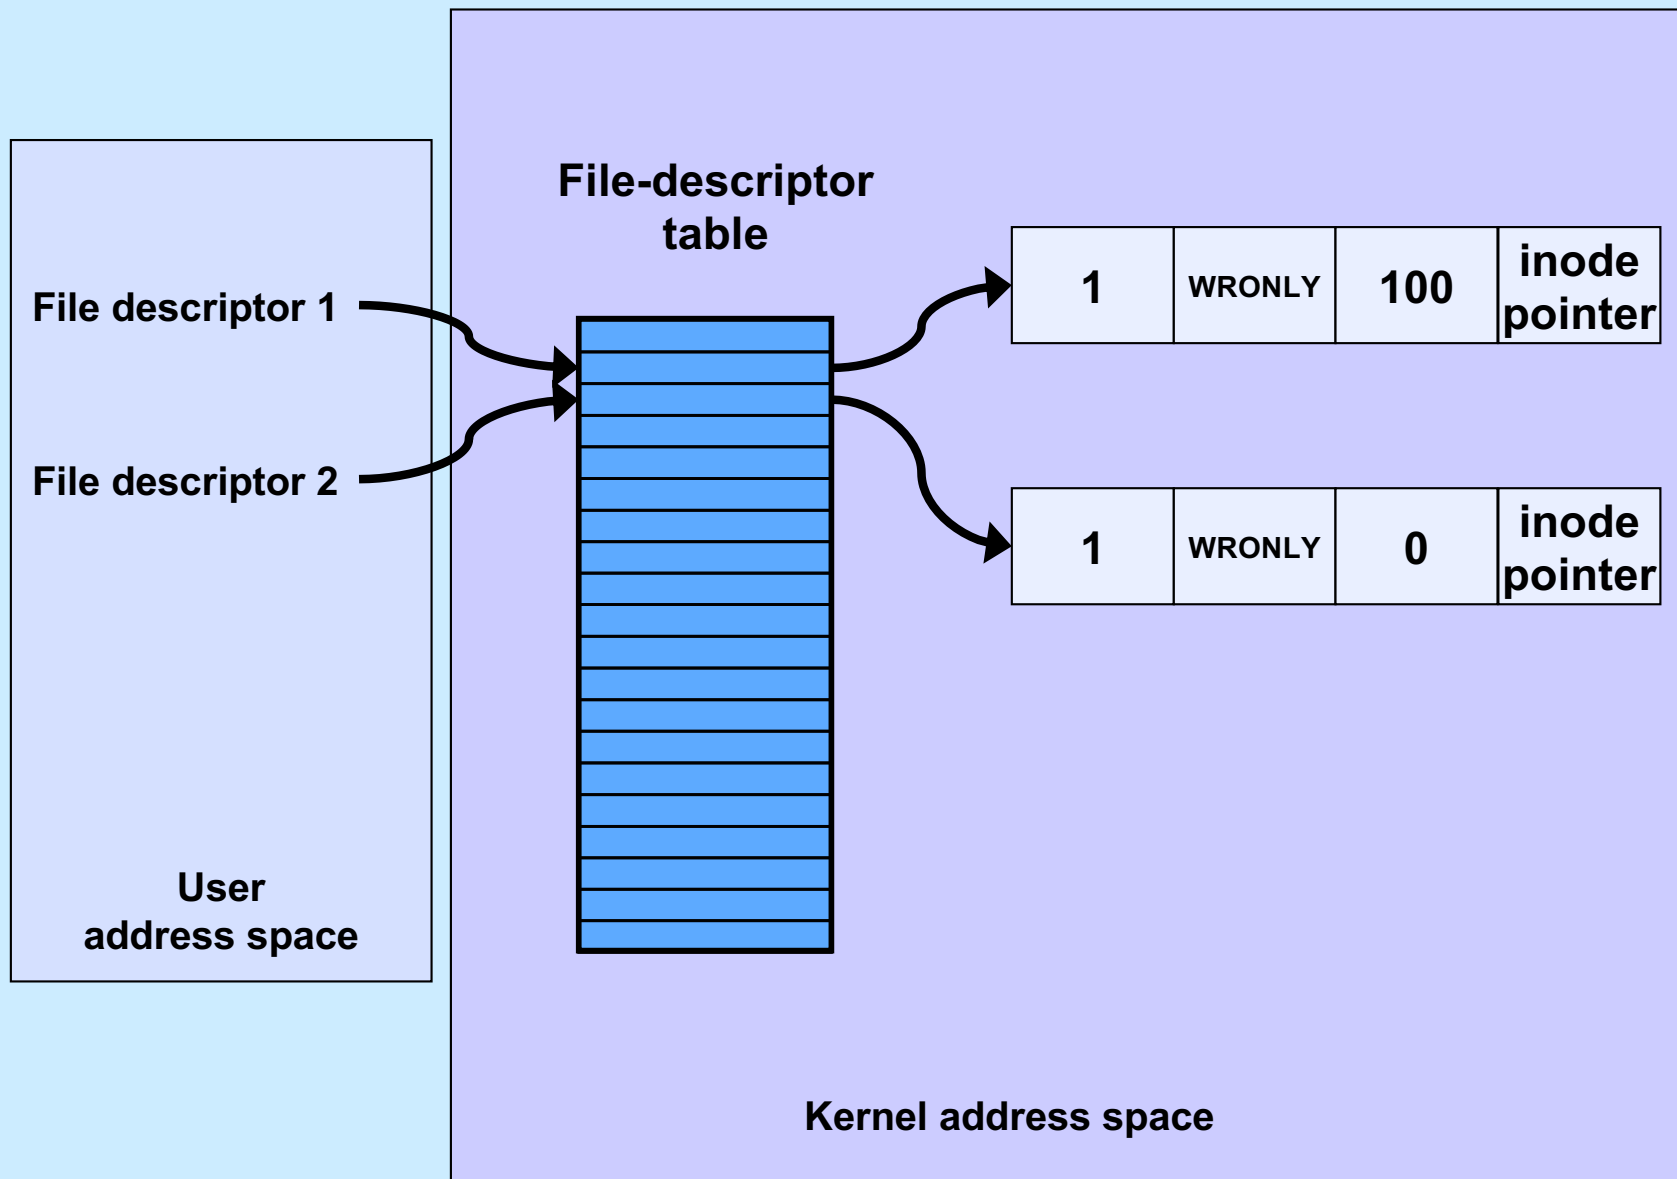 File-descriptor
table
File descriptor 1
File descriptor 2
1
WRONLY
100
inode
pointer
1
WRONLY
0
inode
pointer
User
address space
Kernel address space